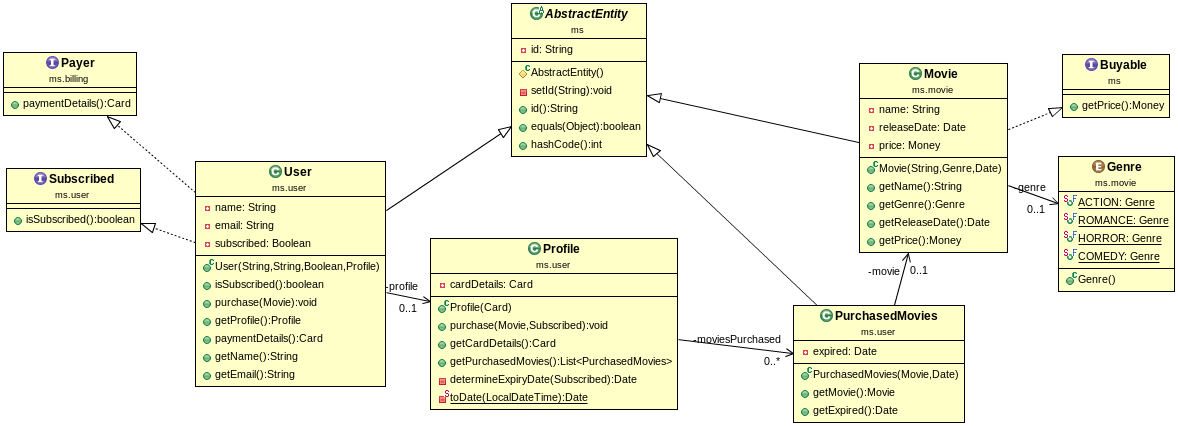 AbstractEntity
ms
id: String
AbstractEntity()
setId(String):void
id():String
equals(Object):boolean
hashCode():int
Payer
ms.billing
paymentDetails():Card
Subscribed
ms.user
isSubscribed():boolean
User
ms.user
name: String
email: String
subscribed: Boolean
User(String,String,Boolean,Profile)
isSubscribed():boolean
purchase(Movie):void
getProfile():Profile
paymentDetails():Card
getName():String
getEmail():String
-profile
0..1
Profile
ms.user
cardDetails: Card
Profile(Card)
purchase(Movie,Subscribed):void
getCardDetails():Card
getPurchasedMovies():List<PurchasedMovies>
determineExpiryDate(Subscribed):Date
toDate(LocalDateTime):Date
-moviesPurchased
0..*
PurchasedMovies
ms.user
expired: Date
PurchasedMovies(Movie,Date)
getMovie():Movie
getExpired():Date
-movie
0..1
Movie
ms.movie
name: String
releaseDate: Date
price: Money
Movie(String,Genre,Date)
getName():String
getGenre():Genre
getReleaseDate():Date
getPrice():Money
-genre
0..1
Buyable
ms
getPrice():Money
Genre
ms.movie
ACTION: Genre
ROMANCE: Genre
HORROR: Genre
COMEDY: Genre
Genre()